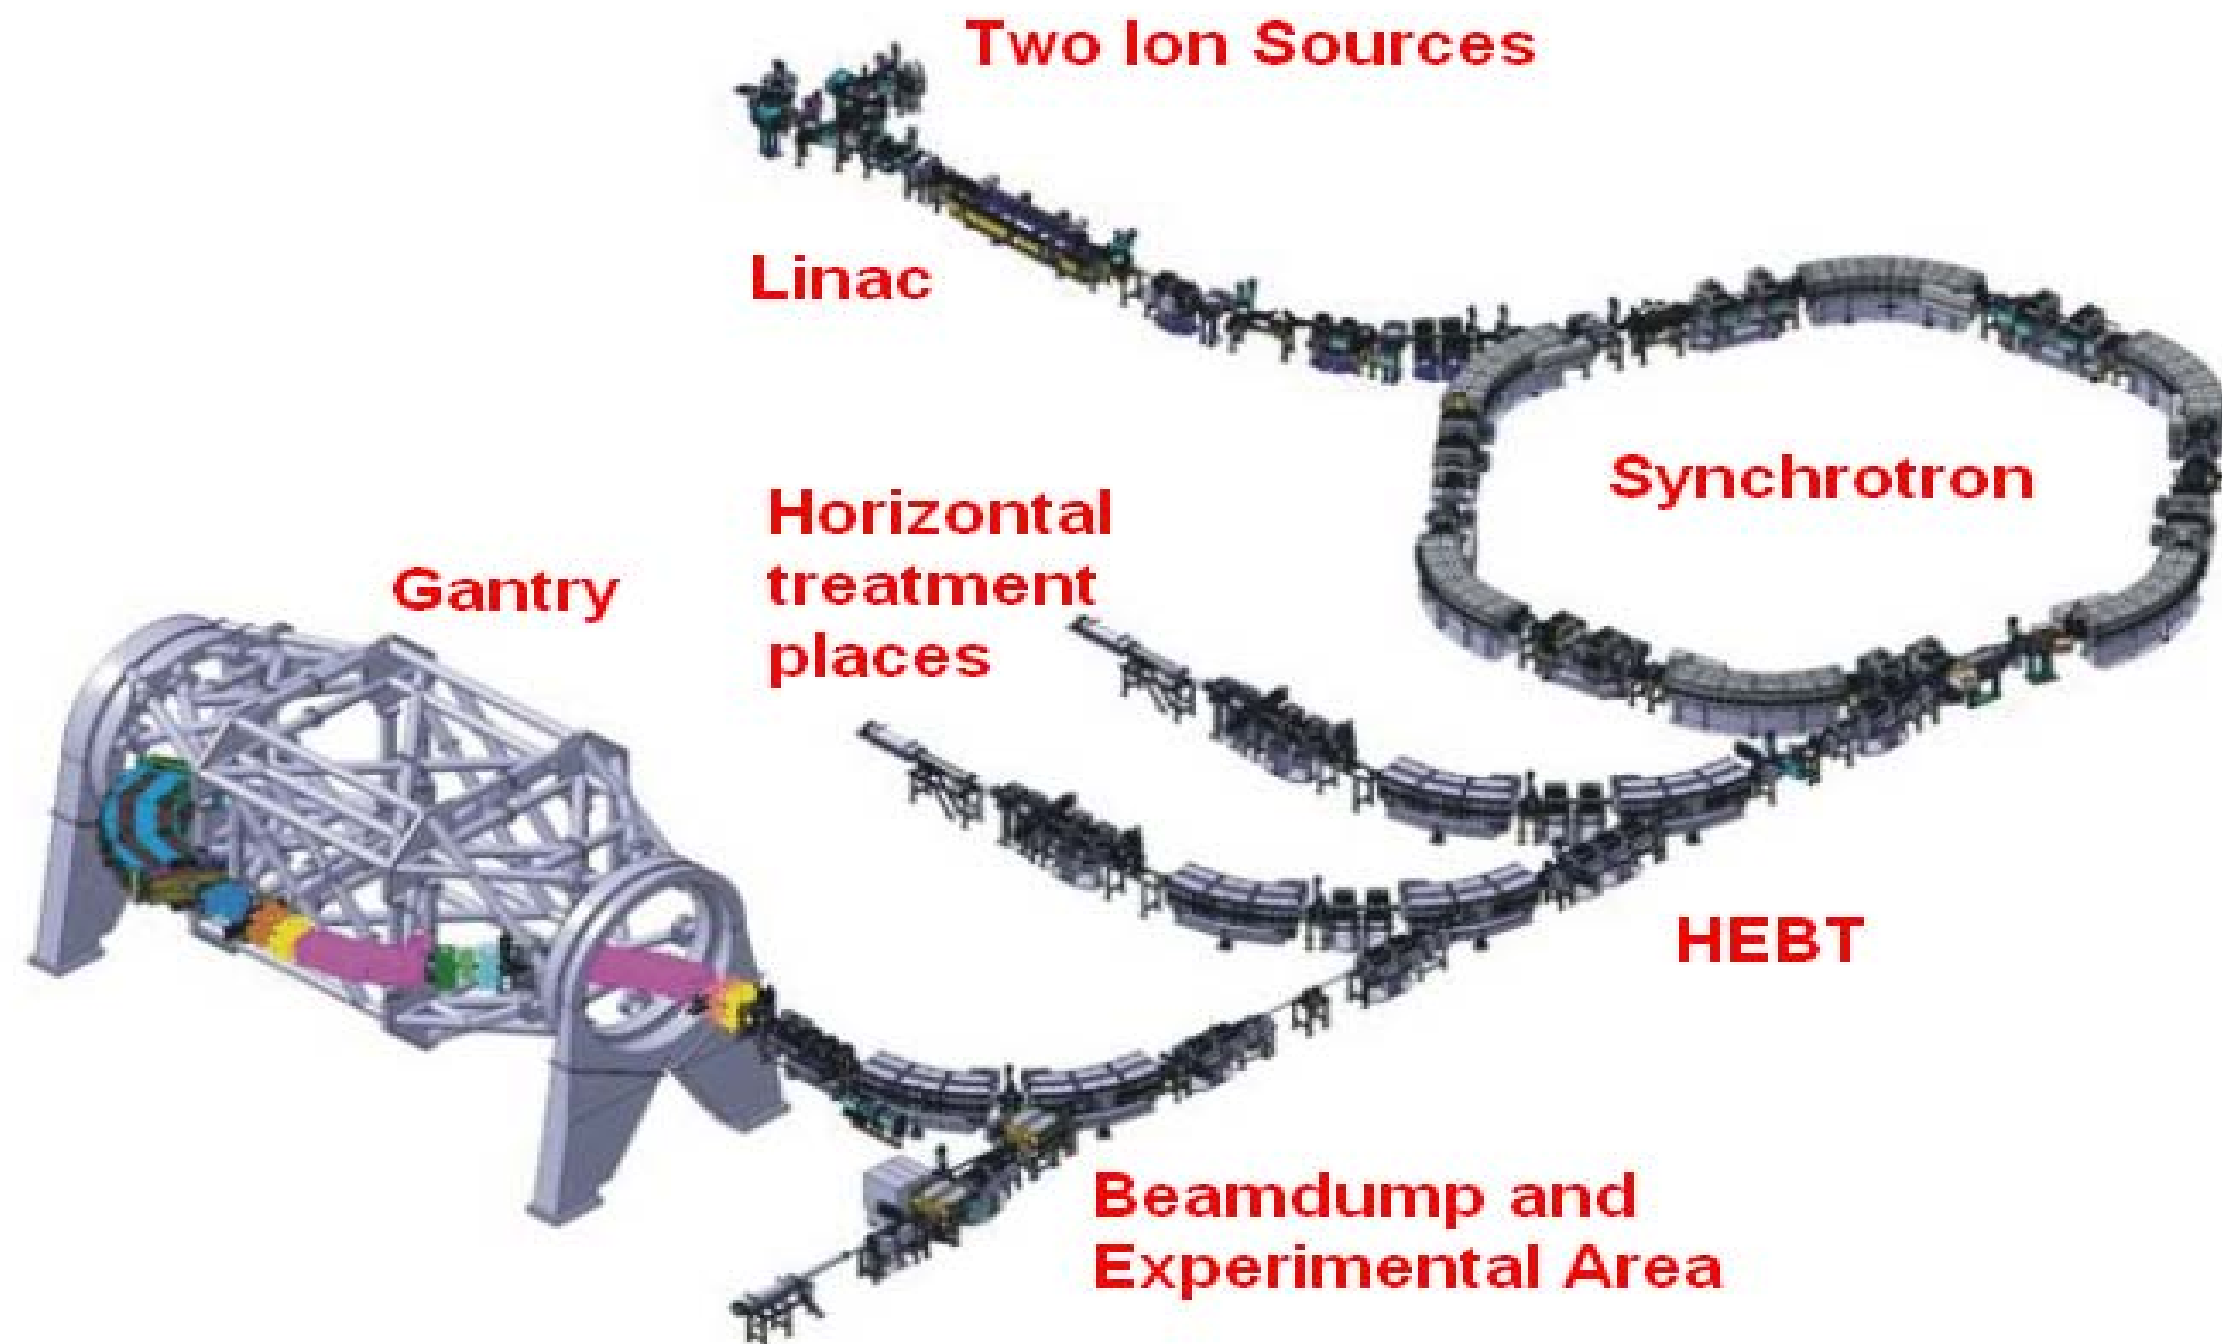 Two Ion Sources
Linac
Synchrotron
Horizontal
treatment
places
Gantry
HEBT
Beamdump and
Experimental Area